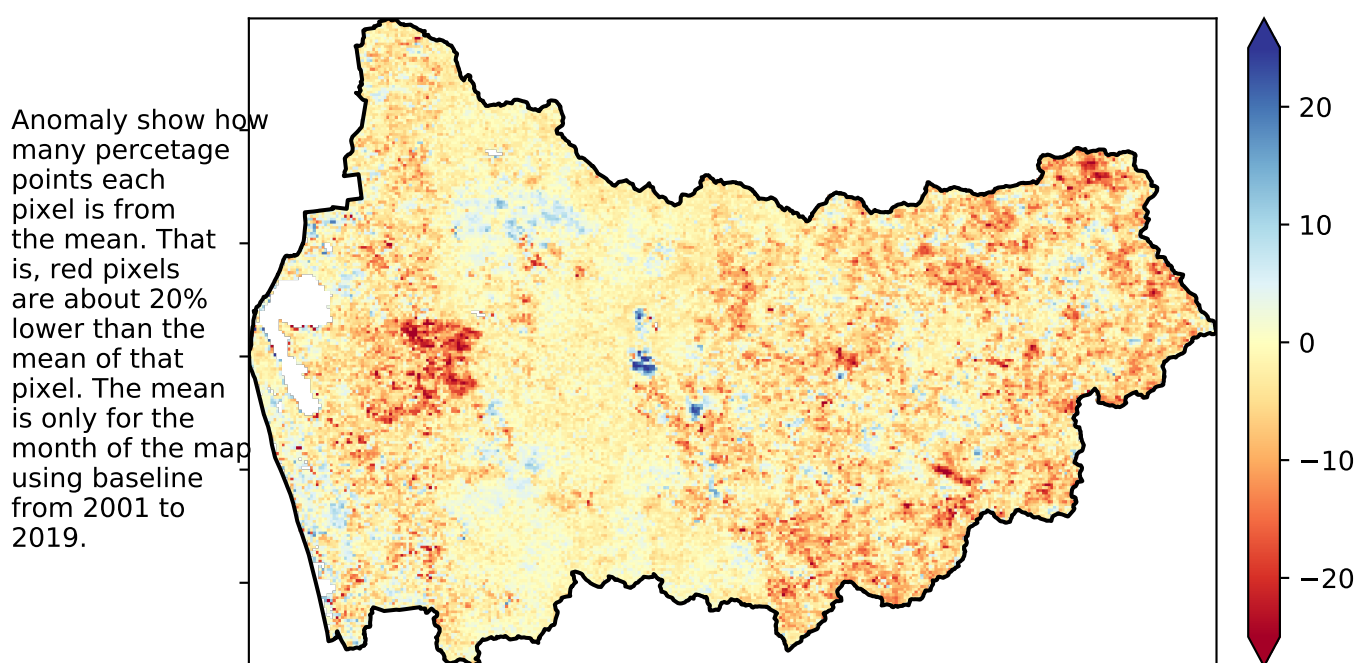 Anomaly show how
many percetage
points each
pixel is from
the mean. That
is, red pixels
are about 20%
lower than the
mean of that
pixel. The mean
is only for the
month of the map
using baseline
from 2001 to
2019.
20
10
0
−10
−20